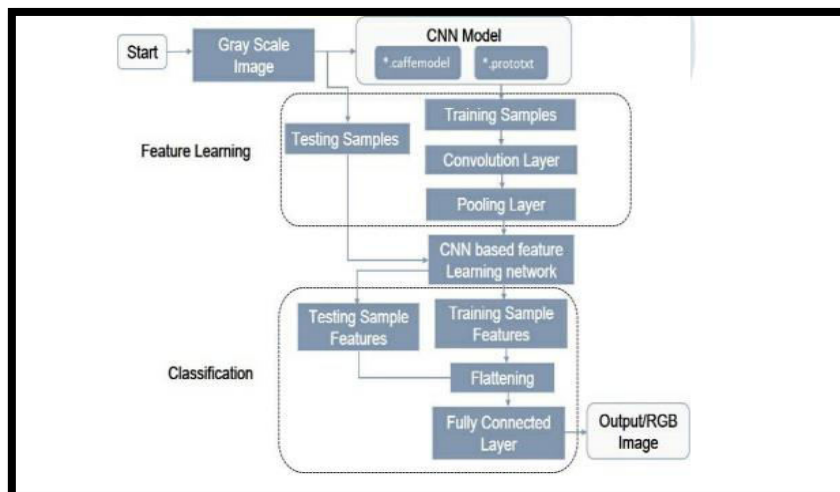 CNN Model
Start
Gray Scale
Image
*.caffemodel
*.prototxt
Feature Learning
Testing Samples
Training Samples
Convolution Layer
Pooling Layer
CNN based feature
Learning network
Classification
Testing Sample
Features
Training Sample
Features
Flattening
Fully Connected
Layer
Output/RGB
Image